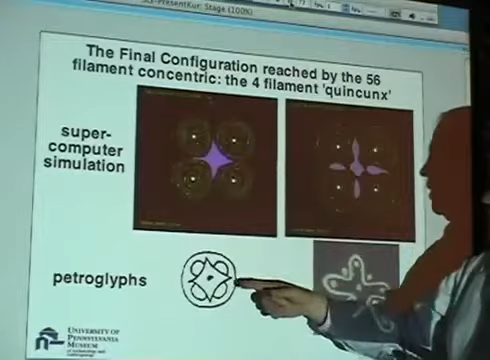 The Final Configuration reached by the 56
filament concentric: the 4 filament 'quincunx'
super-
computer
simulation
petroglyphs
UNIVERSITY OF
PENNSYLVANIA
MUSEUM